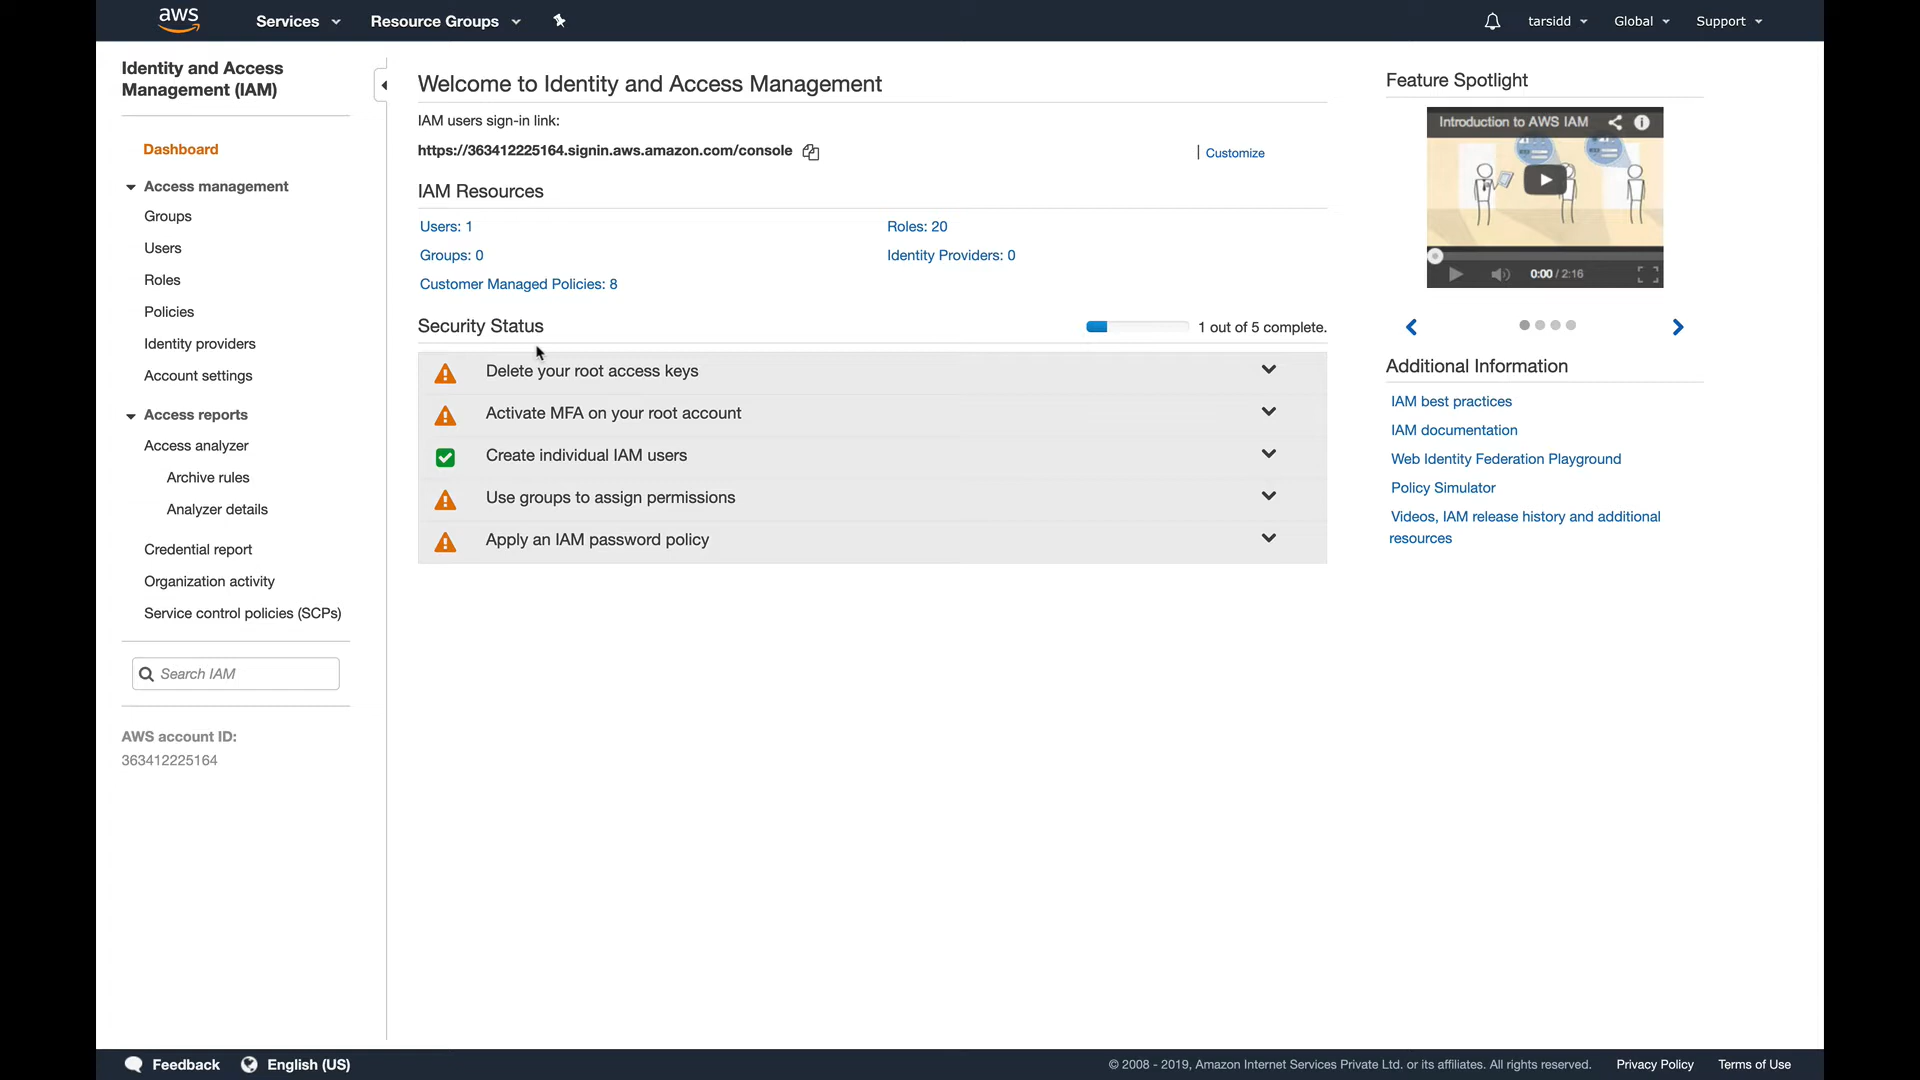 aws
Services
Resource Groups
tarsidd
Global
Support
Identity and Access
Management (IAM)
Dashboard
Access management
Groups
Users
Roles
Policies
Identity providers
Account settings
Access reports
Access analyzer
Archive rules
Analyzer details
Credential report
Organization activity
Service control policies (SCPs)
Search IAM
AWS account ID:
363412225164
Welcome to Identity and Access Management
IAM users sign-in link:
https://363412225164.signin.aws.amazon.com/console
| Customize
IAM Resources
Users: 1
Roles: 20
Groups: 0
Identity Providers: 0
Customer Managed Policies: 8
Security Status
1 out of 5 complete.
Delete your root access keys
Activate MFA on your root account
Create individual IAM users
Use groups to assign permissions
Apply an IAM password policy
Feature Spotlight
Introduction to AWS IAM
0:00 / 2:16
Additional Information
IAM best practices
IAM documentation
Web Identity Federation Playground
Policy Simulator
Videos, IAM release history and additional
resources
Feedback
English (US)
© 2008 - 2019, Amazon Internet Services Private Ltd. or its affiliates. All rights reserved.
Privacy Policy
Terms of Use